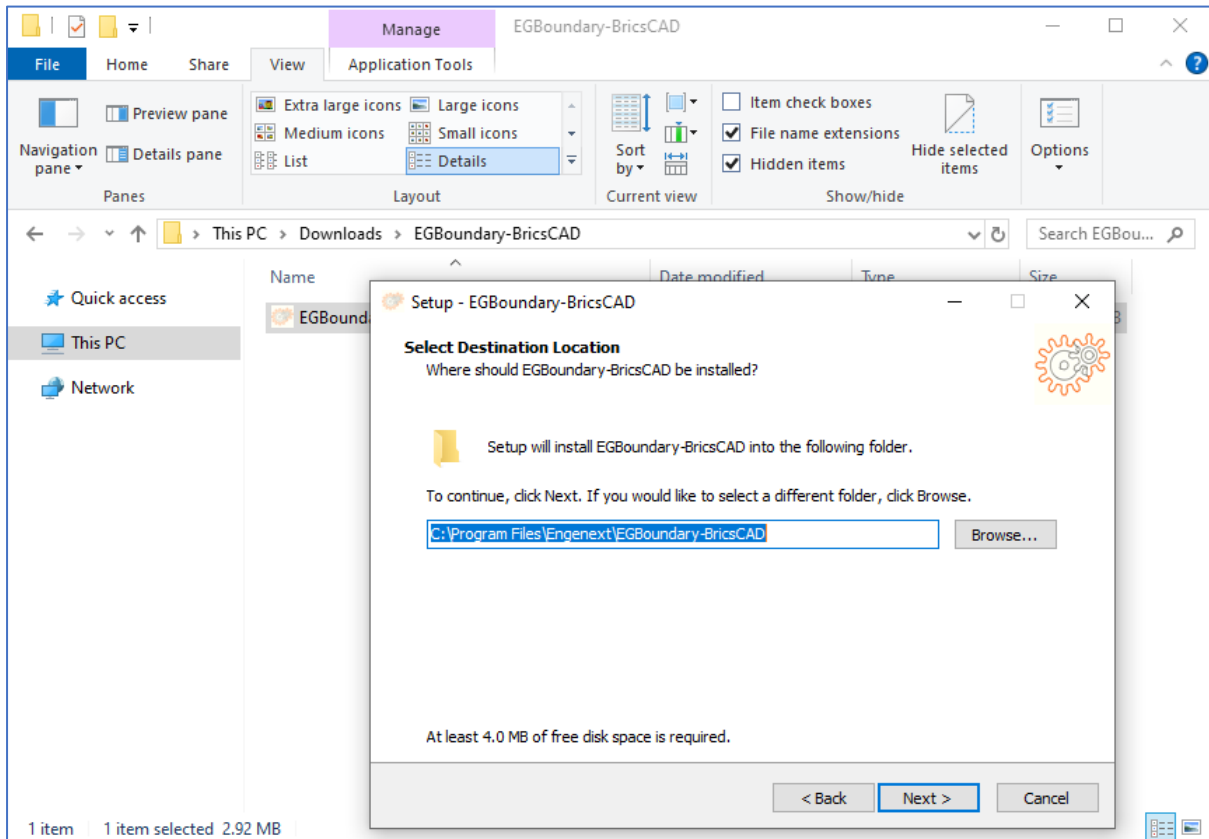 Manage
EGBoundary-BricsCAD
File
Home
Share
View
Application Tools
Navigation
pane
Preview pane
Details pane
Panes
Extra large icons
Large icons
Medium icons
Small icons
List
Details
Layout
Sort
by
Current view
Item check boxes
File name extensions
Hidden items
Hide selected
items
Show/hide
Options
This PC > Downloads > EGBoundary-BricsCAD
Search EGBou...
Quick access
This PC
Network
Name
Date modified
Type
Size
EGBound
Setup - EGBoundary-BricsCAD
Select Destination Location
Where should EGBoundary-BricsCAD be installed?
Setup will install EGBoundary-BricsCAD into the following folder.
To continue, click Next. If you would like to select a different folder, click Browse.
C:\Program Files\Engenext\EGBoundary-BricsCAD
Browse...
At least 4.0 MB of free disk space is required.
< Back
Next >
Cancel
1 item
1 item selected 2.92 MB